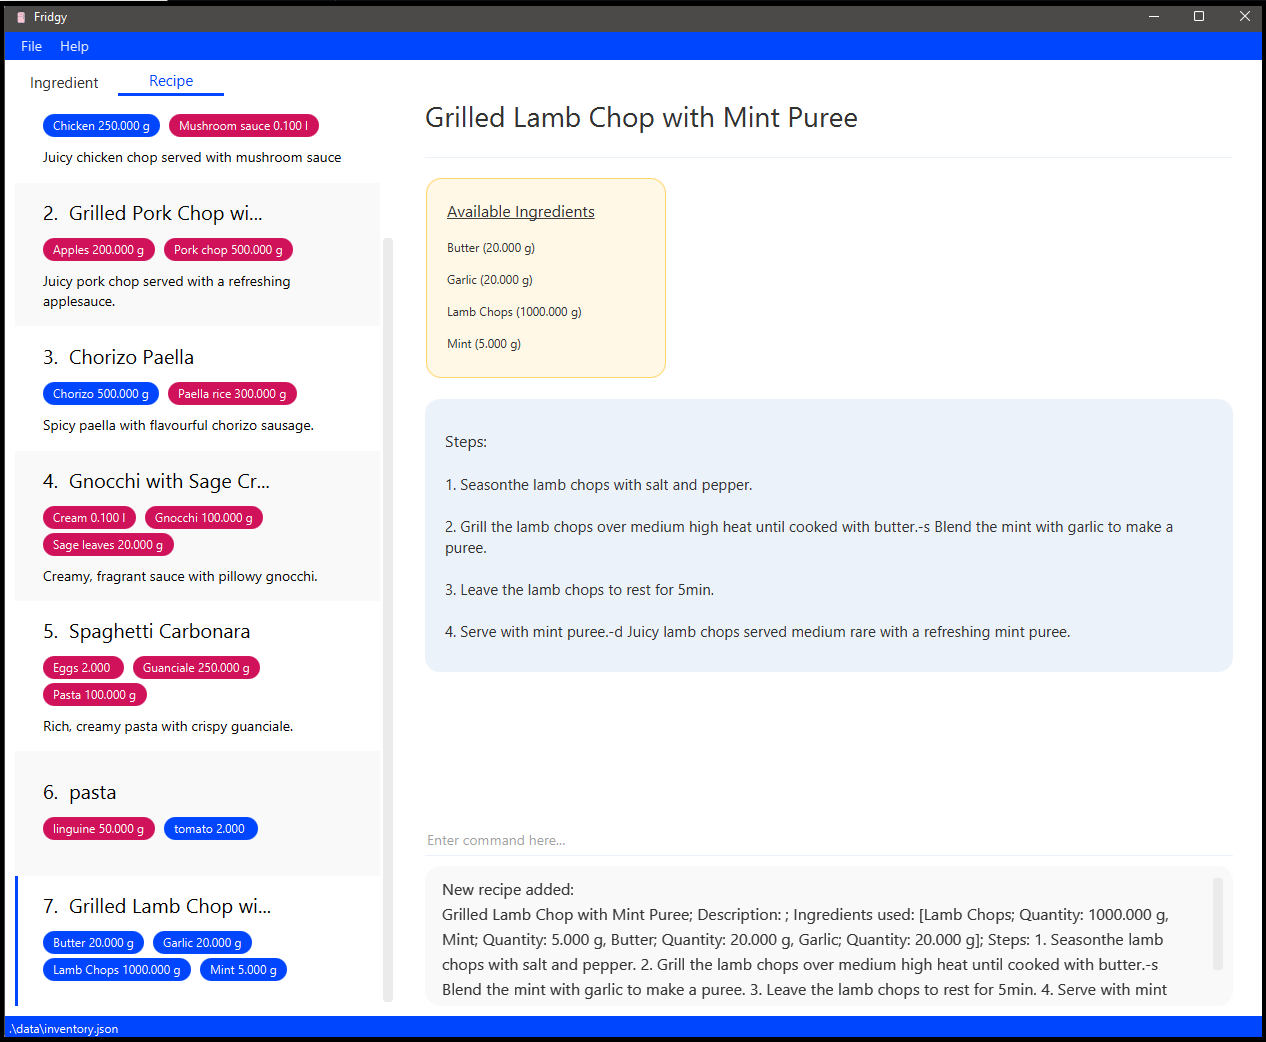 Fridgy
File Help
Ingredient Recipe
Chicken 250.000 g Mushroom sauce 0.100 l
Juicy chicken chop served with mushroom sauce
2. Grilled Pork Chop wi...
Apples 200.000 g Pork chop 500.000 g
Juicy pork chop served with a refreshing
applesauce.
3. Chorizo Paella
Chorizo 500.000 g Paella rice 300.000 g
Spicy paella with flavourful chorizo sausage.
4. Gnocchi with Sage Cr...
Cream 0.100 l Gnocchi 100.000 g
Sage leaves 20.000 g
Creamy, fragrant sauce with pillowy gnocchi.
5. Spaghetti Carbonara
Eggs 2.000 Guanciale 250.000 g
Pasta 100.000 g
Rich, creamy pasta with crispy guanciale.
6. pasta
linguine 50.000 g tomato 2.000
7. Grilled Lamb Chop wi...
Butter 20.000 g Garlic 20.000 g
Lamb Chops 1000.000 g Mint 5.000 g
Grilled Lamb Chop with Mint Puree
Available Ingredients
Butter (20.000 g)
Garlic (20.000 g)
Lamb Chops (1000.000 g)
Mint (5.000 g)
Steps:
1. Seasonthe lamb chops with salt and pepper.
2. Grill the lamb chops over medium high heat until cooked with butter.-s Blend the mint with garlic to make a
puree.
3. Leave the lamb chops to rest for 5min.
4. Serve with mint puree.-d Juicy lamb chops served medium rare with a refreshing mint puree.
Enter command here...
New recipe added:
Grilled Lamb Chop with Mint Puree; Description: ; Ingredients used: [Lamb Chops; Quantity: 1000.000 g,
Mint; Quantity: 5.000 g, Butter; Quantity: 20.000 g, Garlic; Quantity: 20.000 g]; Steps: 1. Seasonthe lamb
chops with salt and pepper. 2. Grill the lamb chops over medium high heat until cooked with butter.-s
Blend the mint with garlic to make a puree. 3. Leave the lamb chops to rest for 5min. 4. Serve with mint
.\data\inventory.json